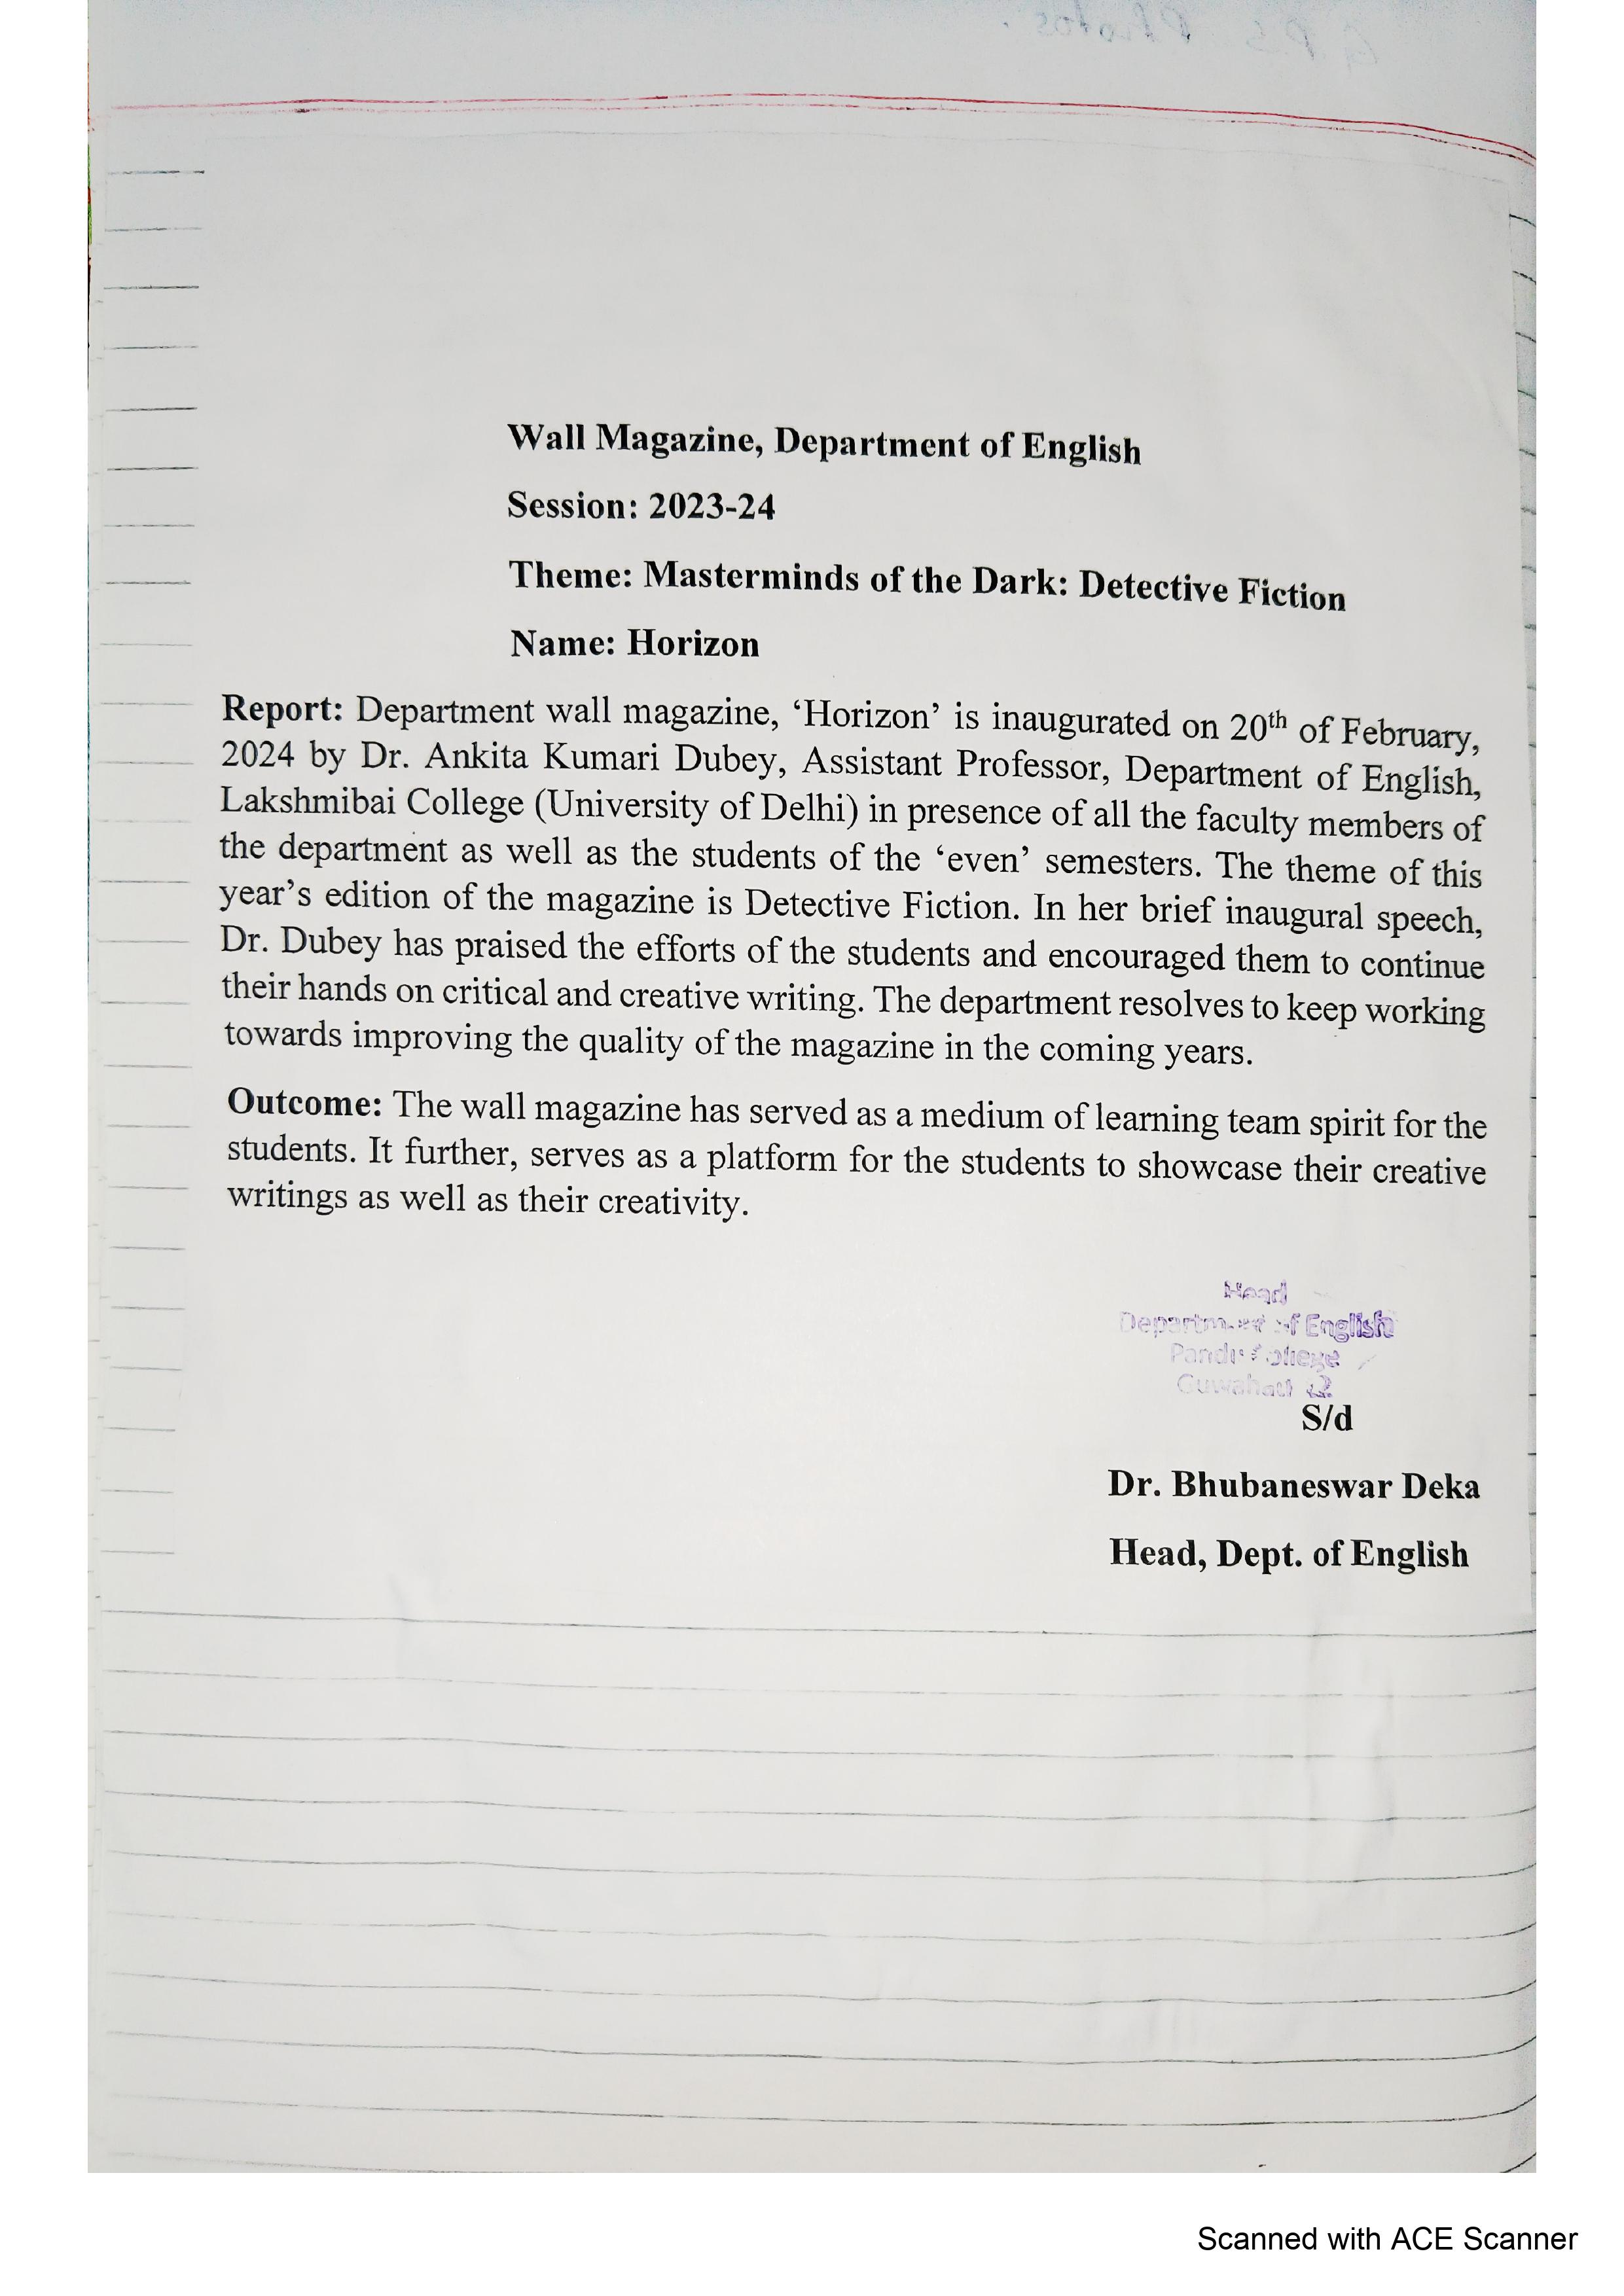 Wall Magazine, Department of English
Session: 2023-24
Theme: Masterminds of the Dark: Detective Fiction
Name: Horizon
Report: Department wall magazine, ‘Horizon’ is inaugurated on 20th of February,
2024 by Dr. Ankita Kumari Dubey, Assistant Professor, Department of English,
Lakshmibai College (University of Delhi) in presence of all the faculty members of
the department as well as the students of the ‘even’ semesters. The theme of this
year’s edition of the magazine is Detective Fiction. In her brief inaugural speech,
Dr. Dubey has praised the efforts of the students and encouraged them to continue
their hands on critical and creative writing. The department resolves to keep working
towards improving the quality of the magazine in the coming years.
Outcome: The wall magazine has served as a medium of learning team spirit for the
students. It further, serves as a platform for the students to showcase their creative
writings as well as their creativity.
Head
Department of English
Pandu College
Guwahati
S/d
Dr. Bhubaneswar Deka
Head, Dept. of English
Scanned with ACE Scanner